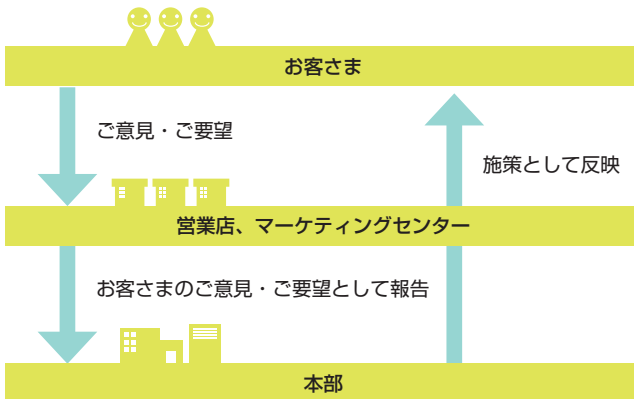 お客さま
ご意見・ご要望
施策として反映
営業店、マーケティングセンター
お客さまのご意見・ご要望として報告
本部